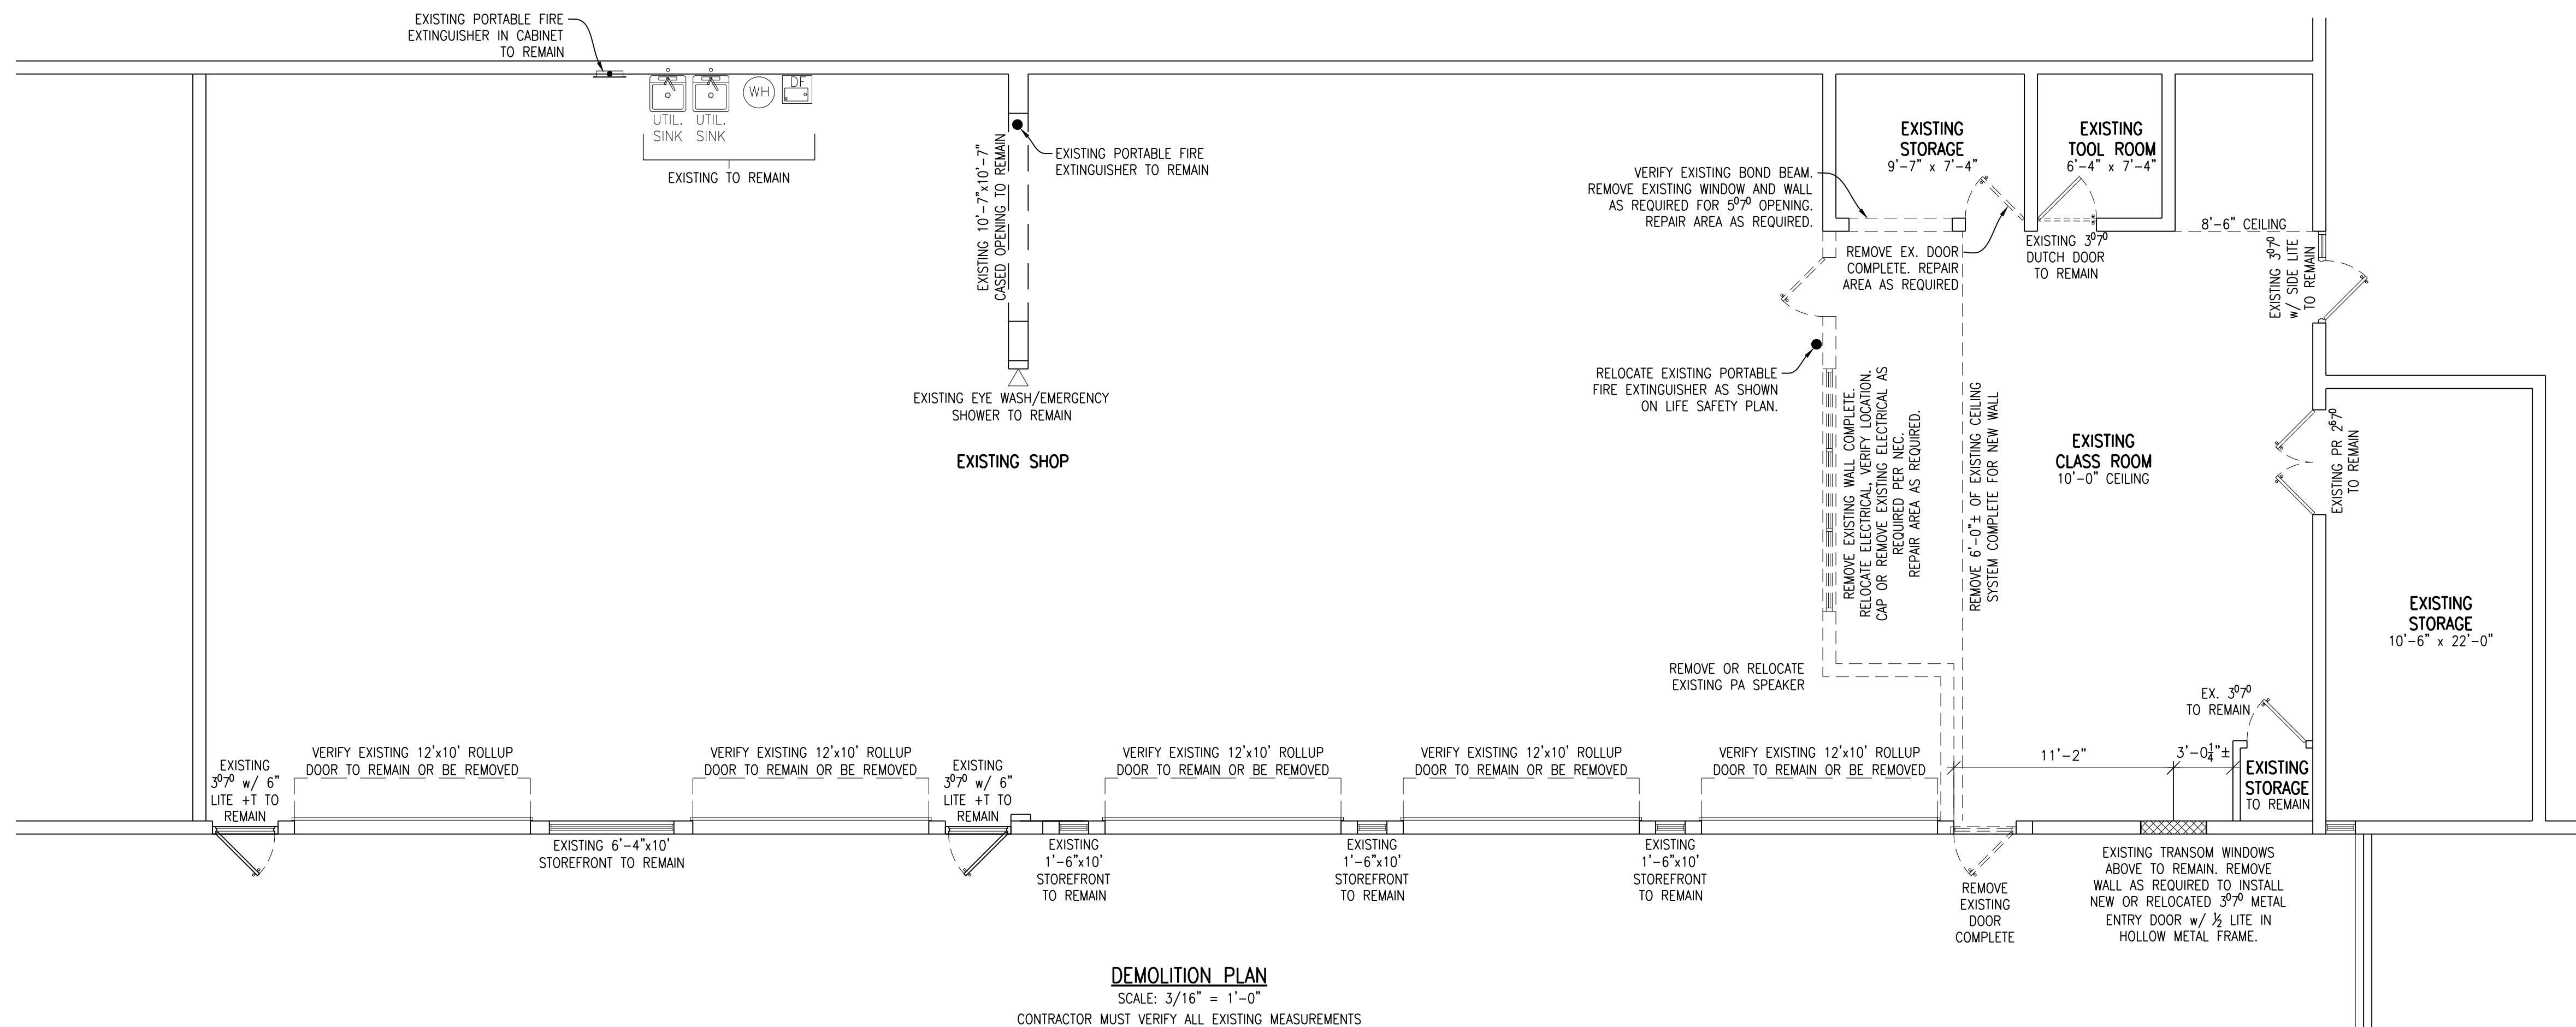 EXISTING PORTABLE FIRE
EXTINGUISHER IN CABINET
TO REMAIN
UTIL.
SINK
UTIL.
SINK
WH
DF
EXISTING TO REMAIN
EXISTING 10'-7"x10'-7"
CASED OPENING TO REMAIN
EXISTING PORTABLE FIRE
EXTINGUISHER TO REMAIN
EXISTING EYE WASH/EMERGENCY
SHOWER TO REMAIN
EXISTING SHOP
VERIFY EXISTING BOND BEAM.
REMOVE EXISTING WINDOW AND WALL
AS REQUIRED FOR 5⁰7⁰ OPENING.
REPAIR AREA AS REQUIRED.
EXISTING
STORAGE
9'-7" x 7'-4"
EXISTING
TOOL ROOM
6'-4" x 7'-4"
REMOVE EX. DOOR
COMPLETE. REPAIR
AREA AS REQUIRED
EXISTING 3⁰7⁰
DUTCH DOOR
TO REMAIN
8'-6" CEILING
EXISTING 3⁰7⁰
w/ SIDE LITE
TO REMAIN
RELOCATE EXISTING PORTABLE
FIRE EXTINGUISHER AS SHOWN
ON LIFE SAFETY PLAN.
REMOVE EXISTING WALL COMPLETE.
RELOCATE ELECTRICAL, VERIFY LOCATION.
CAP OR REMOVE EXISTING ELECTRICAL AS
REQUIRED PER NEC.
REPAIR AREA AS REQUIRED.
REMOVE 6'-0"± OF EXISTING CEILING
SYSTEM COMPLETE FOR NEW WALL
EXISTING
CLASS ROOM
10'-0" CEILING
EXISTING PR 2⁶7⁰
TO REMAIN
EXISTING
STORAGE
10'-6" x 22'-0"
REMOVE OR RELOCATE
EXISTING PA SPEAKER
EX. 3⁰7⁰
TO REMAIN
11'-2"
3'-0¼"±
EXISTING
STORAGE
TO REMAIN
EXISTING
3⁰7⁰ w/ 6"
LITE +T TO
REMAIN
VERIFY EXISTING 12'x10' ROLLUP
DOOR TO REMAIN OR BE REMOVED
VERIFY EXISTING 12'x10' ROLLUP
DOOR TO REMAIN OR BE REMOVED
EXISTING
3⁰7⁰ w/ 6"
LITE +T TO
REMAIN
VERIFY EXISTING 12'x10' ROLLUP
DOOR TO REMAIN OR BE REMOVED
VERIFY EXISTING 12'x10' ROLLUP
DOOR TO REMAIN OR BE REMOVED
VERIFY EXISTING 12'x10' ROLLUP
DOOR TO REMAIN OR BE REMOVED
EXISTING 6'-4"x10'
STOREFRONT TO REMAIN
EXISTING
1'-6"x10'
STOREFRONT
TO REMAIN
EXISTING
1'-6"x10'
STOREFRONT
TO REMAIN
EXISTING
1'-6"x10'
STOREFRONT
TO REMAIN
REMOVE
EXISTING
DOOR
COMPLETE
EXISTING TRANSOM WINDOWS
ABOVE TO REMAIN. REMOVE
WALL AS REQUIRED TO INSTALL
NEW OR RELOCATED 3⁰7⁰ METAL
ENTRY DOOR w/ ½ LITE IN
HOLLOW METAL FRAME.
DEMOLITION PLAN
SCALE: 3/16" = 1'-0"
CONTRACTOR MUST VERIFY ALL EXISTING MEASUREMENTS